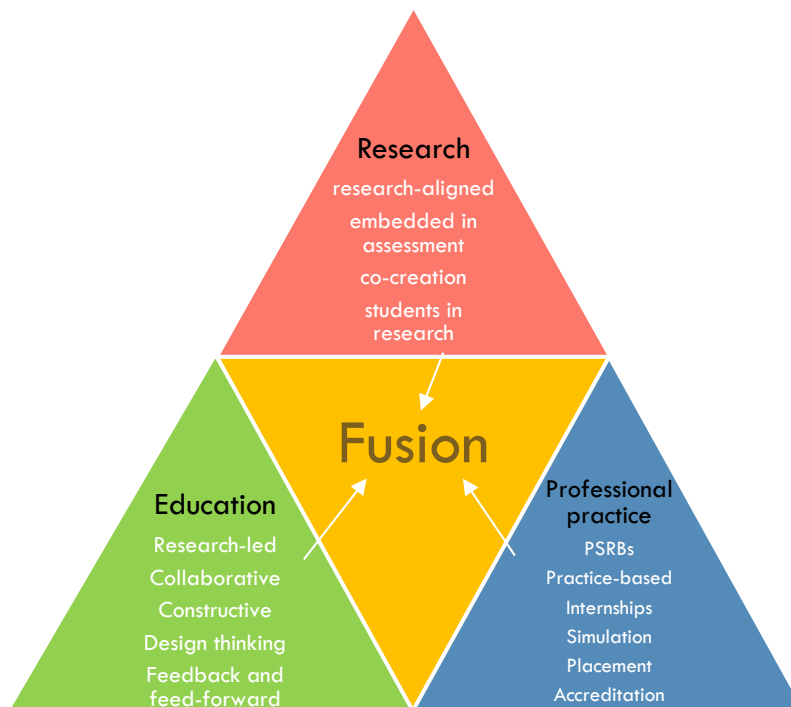 Research
research-aligned
embedded in
assessment
co-creation
students in
research
Fusion
Education
Research-led
Collaborative
Constructive
Design thinking
Feedback and
feed-forward
Professional
practice
PSRBs
Practice-based
Internships
Simulation
Placement
Accreditation